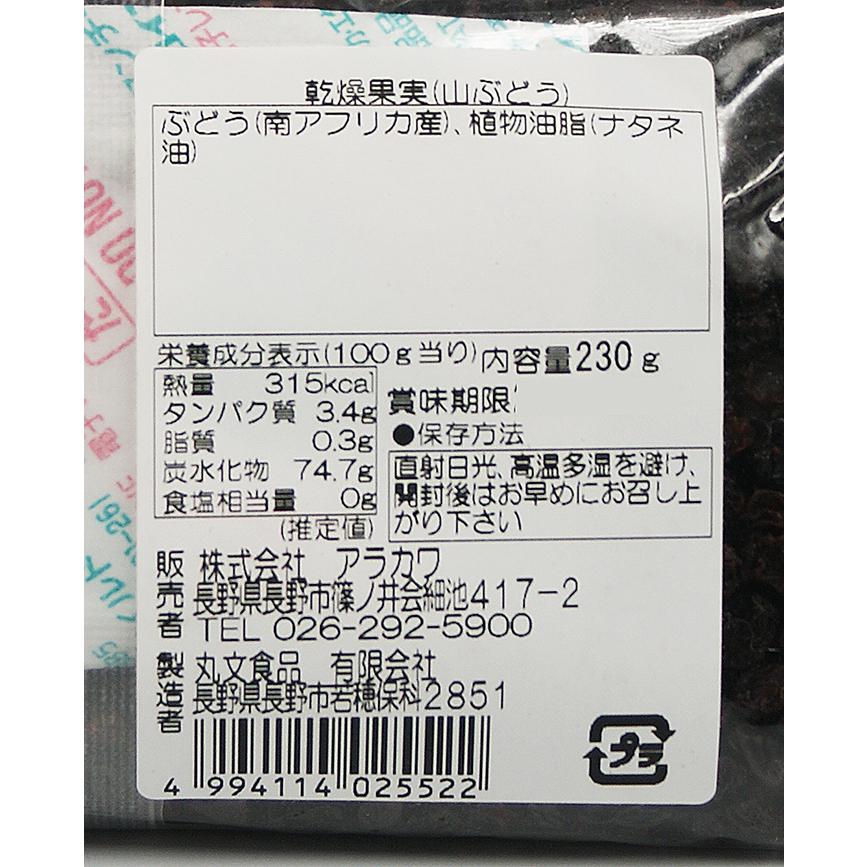 乾燥果実(山ぶどう)
ぶどう(南アフリカ産)、植物油脂(ナタネ
油)
栄養成分表示(100g当り)
熱量 315kcal
タンパク質 3.4g
脂質 0.3g
炭水化物 74.7g
食塩相当量 0g
(推定値)
内容量230g
賞味期限
●保存方法
直射日光、高温多湿を避け、
開封後はお早めにお召し上
がり下さい
販売者 株式会社 アラカワ
長野県長野市篠ノ井会細池417-2
TEL 026-292-5900
製造者 丸文食品 有限会社
長野県長野市若穂保科2851
4 994114 025522
プラ
DO NO